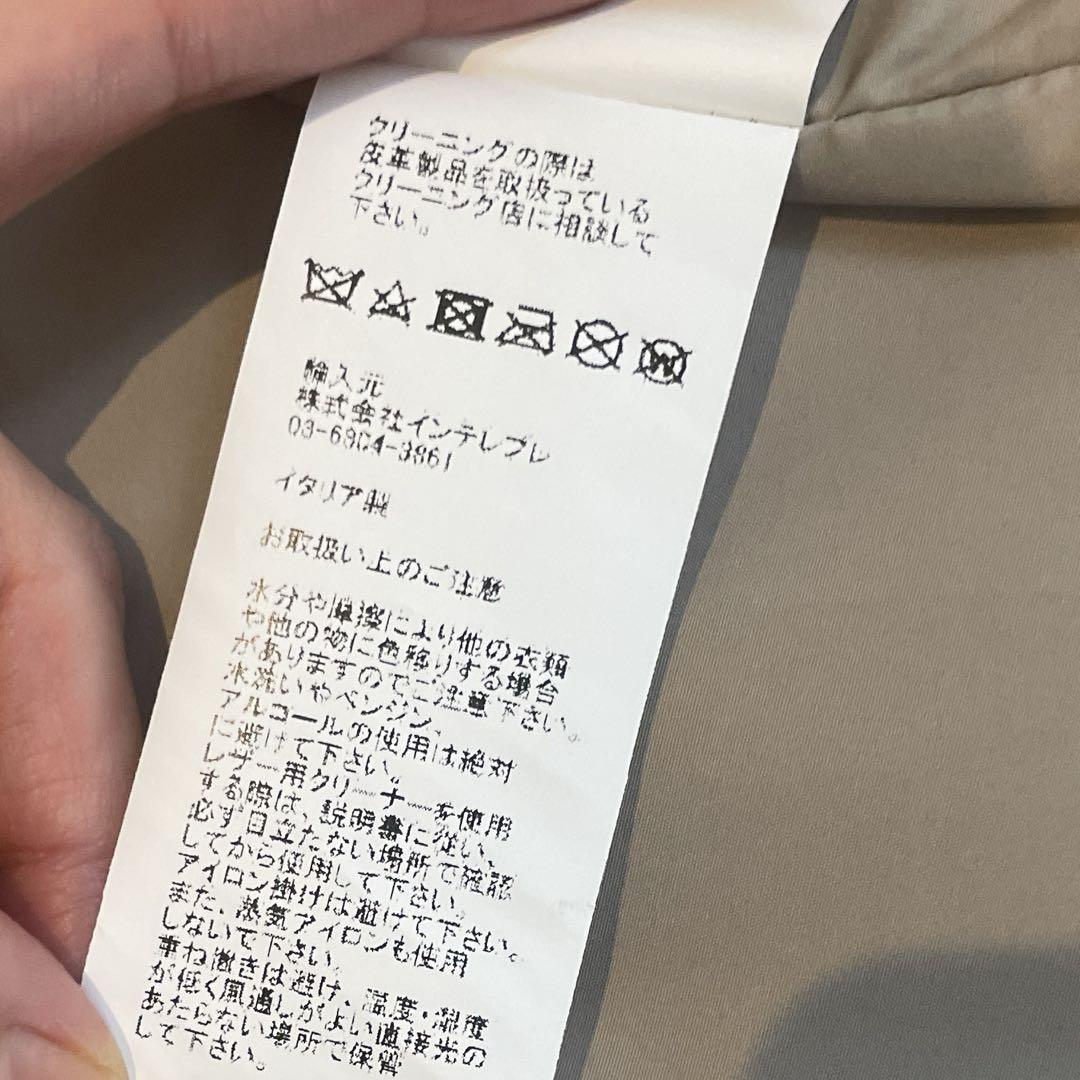 クリーニングの際は
皮革製品を取扱っている
クリーニング店に相談して
下さい。
輸入元
株式会社インテレプレ
03-6804-3861
イタリア製
お取扱い上のご注意
水分や摩擦により他の衣類
や他の物に色移りする場合
がありますのでご注意下さい。
水洗いやベンジン、
アルコールの使用は絶対
に避けて下さい。
レザー用クリーナーを使用
する際は、説明書に従い、
必ず目立たない場所で確認
してから使用して下さい。
アイロン掛けは避けて下さい。
また、蒸気アイロンも使用
しないで下さい。
重ね置きは避け、温度・湿度
が低く風通しがよい直接光の
あたらない場所で保管
して下さい。